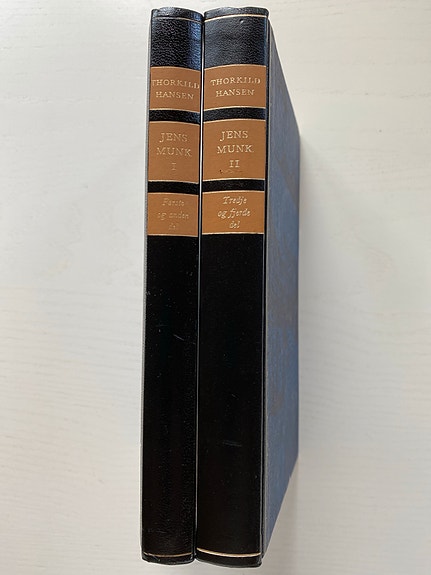 THORKILD
HANSEN
JENS
MUNK
I
Første
og anden
del
THORKILD
HANSEN
JENS
MUNK
II
Tredje
og fjerde
del